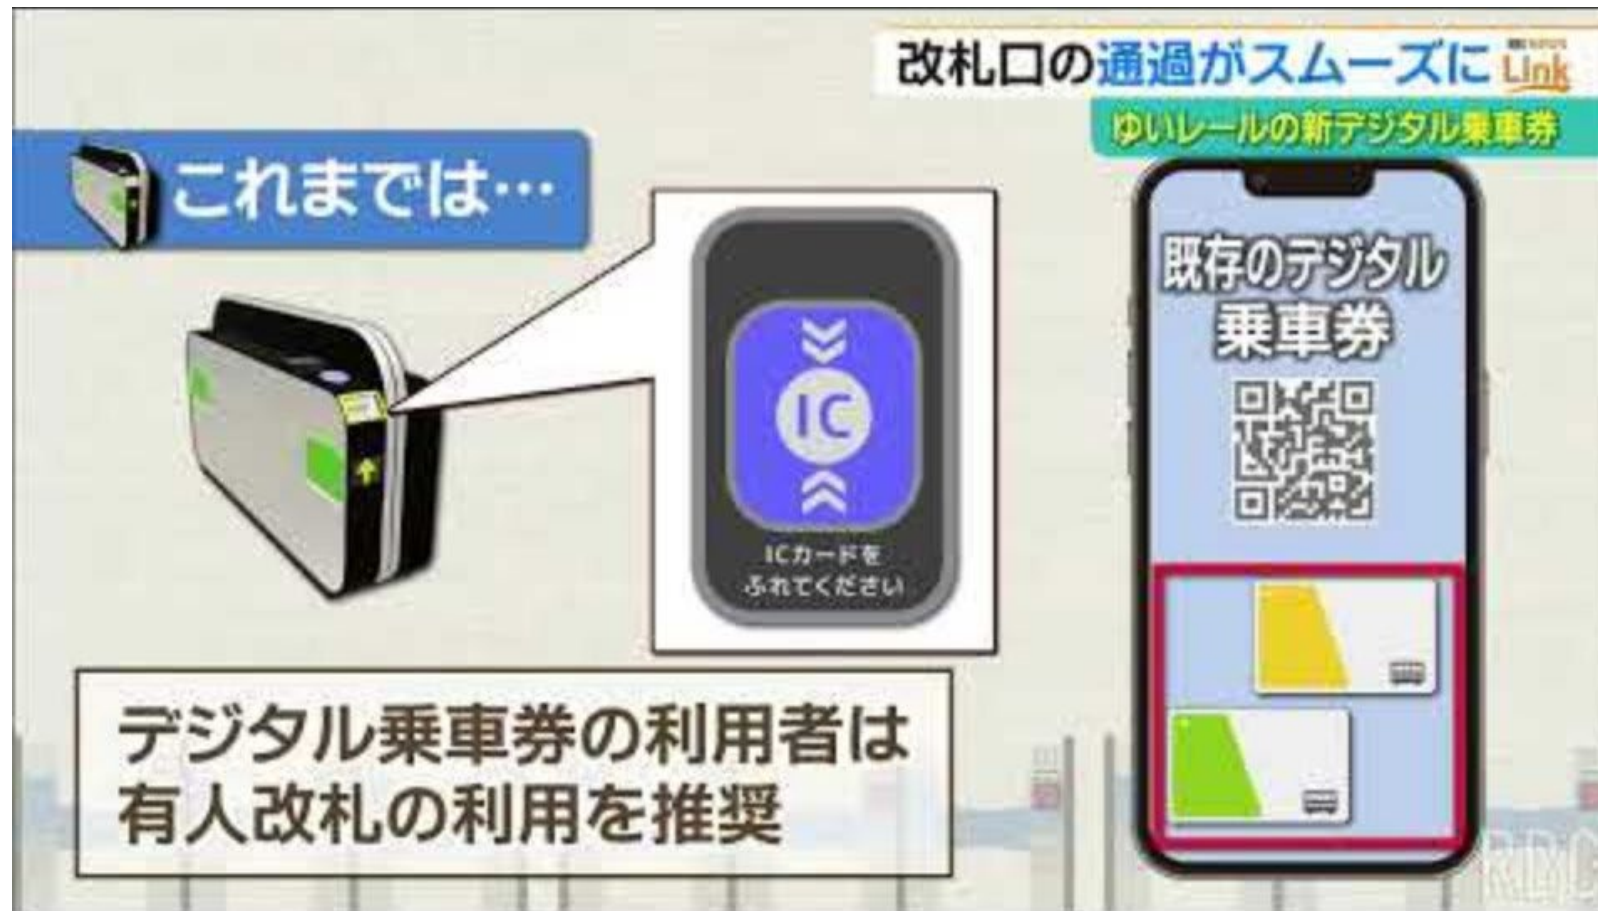 改札口の通過がスムーズに
Link
ゆいレールの新デジタル乗車券
これまでは…
既存のデジタル
乗車券
IC
ICカードを
ふれてください
デジタル乗車券の利用者は
有人改札の利用を推奨
RBC